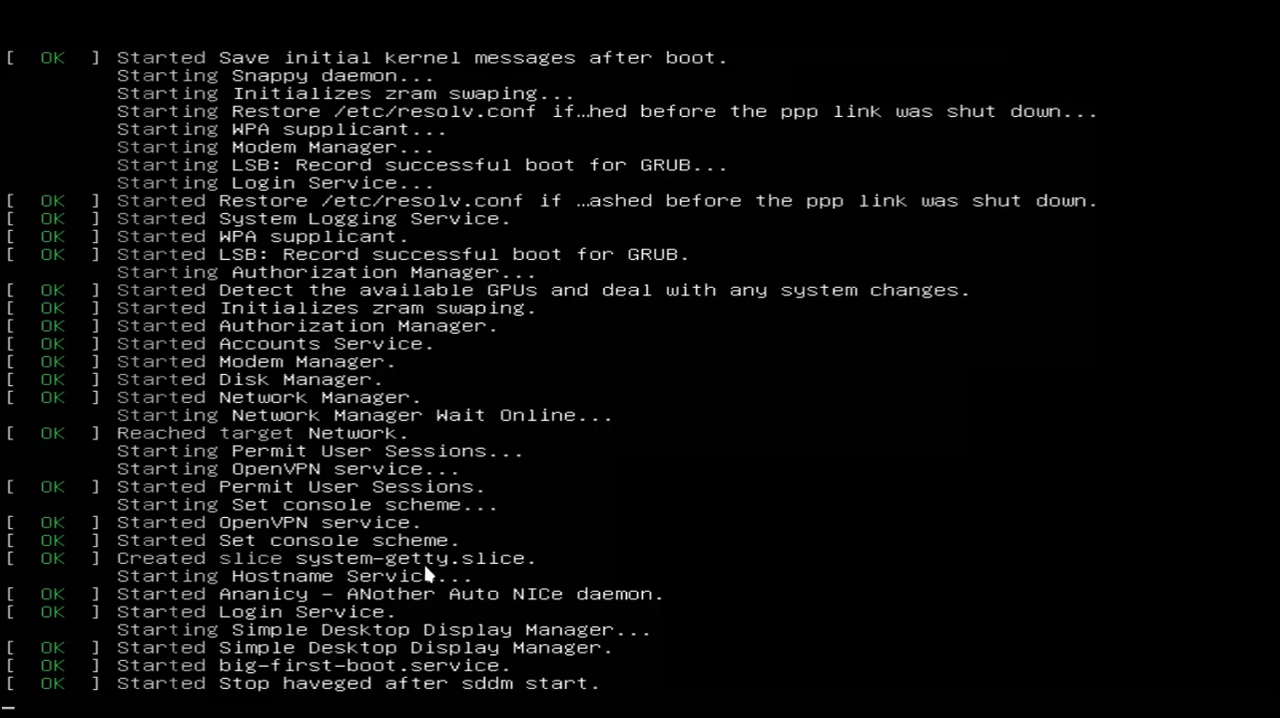 [  OK  ] Started Save initial kernel messages after boot.
Starting Snappy daemon...
Starting Initializes zram swaping...
Starting Restore /etc/resolv.conf if…hed before the ppp link was shut down...
Starting WPA supplicant...
Starting Modem Manager...
Starting LSB: Record successful boot for GRUB...
Starting Login Service...
[  OK  ] Started Restore /etc/resolv.conf if …ashed before the ppp link was shut down.
[  OK  ] Started System Logging Service.
[  OK  ] Started WPA supplicant.
[  OK  ] Started LSB: Record successful boot for GRUB.
Starting Authorization Manager...
[  OK  ] Started Detect the available GPUs and deal with any system changes.
[  OK  ] Started Initializes zram swaping.
[  OK  ] Started Authorization Manager.
[  OK  ] Started Accounts Service.
[  OK  ] Started Modem Manager.
[  OK  ] Started Disk Manager.
[  OK  ] Started Network Manager.
Starting Network Manager Wait Online...
[  OK  ] Reached target Network.
Starting Permit User Sessions...
Starting OpenVPN service...
[  OK  ] Started Permit User Sessions.
Starting Set console scheme...
[  OK  ] Started OpenVPN service.
[  OK  ] Started Set console scheme.
[  OK  ] Created slice system-getty.slice.
Starting Hostname Service...
[  OK  ] Started Ananicy - ANother Auto NICe daemon.
[  OK  ] Started Login Service.
Starting Simple Desktop Display Manager...
[  OK  ] Started Simple Desktop Display Manager.
[  OK  ] Started big-first-boot.service.
[  OK  ] Started Stop haveged after sddm start.